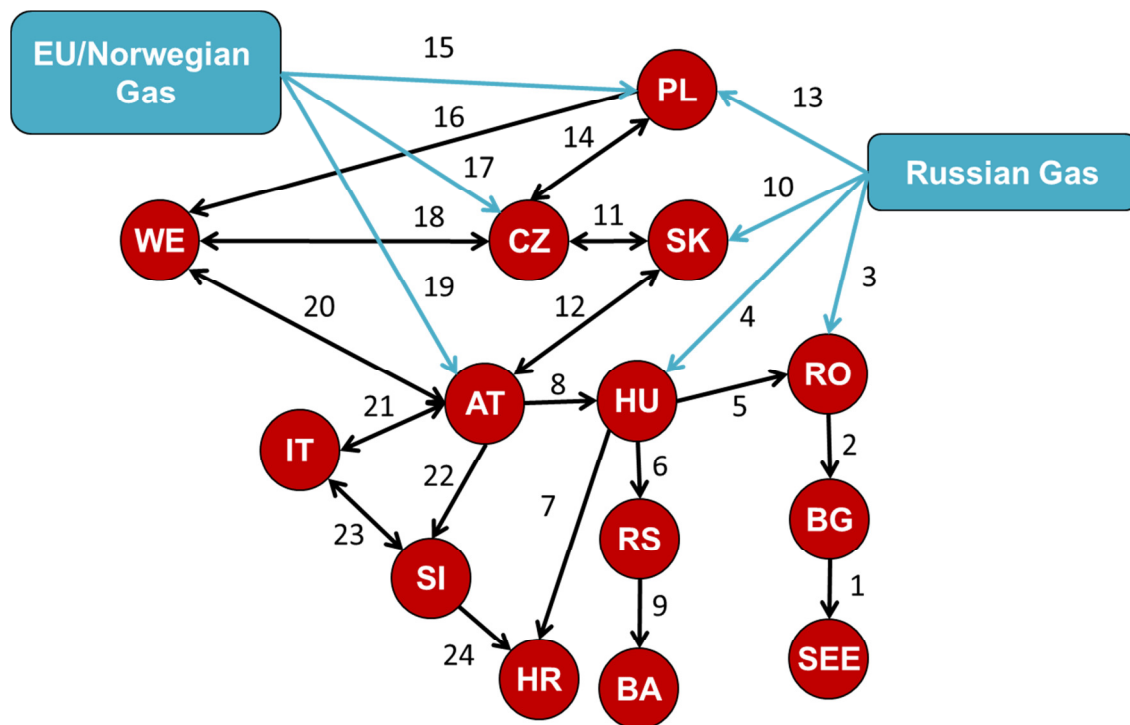 EU/Norwegian
Gas
15
PL
13
16
14
Russian Gas
17
10
WE
18
CZ
11
SK
20
19
12
4
3
AT
8
HU
5
RO
21
IT
22
6
2
7
BG
23
RS
SI
9
1
24
HR
BA
SEE